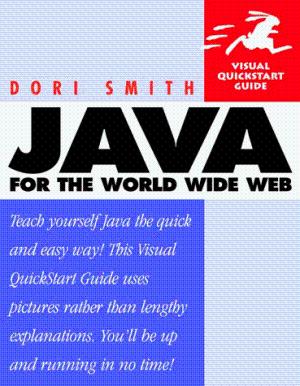 VISUAL
QUICKSTART
GUIDE
DORI SMITH
JAVA
FOR THE WORLD WIDE WEB
Teach yourself Java the quick
and easy way! This Visual
QuickStart Guide uses
pictures rather than lengthy
explanations. You'll be up
and running in no time!